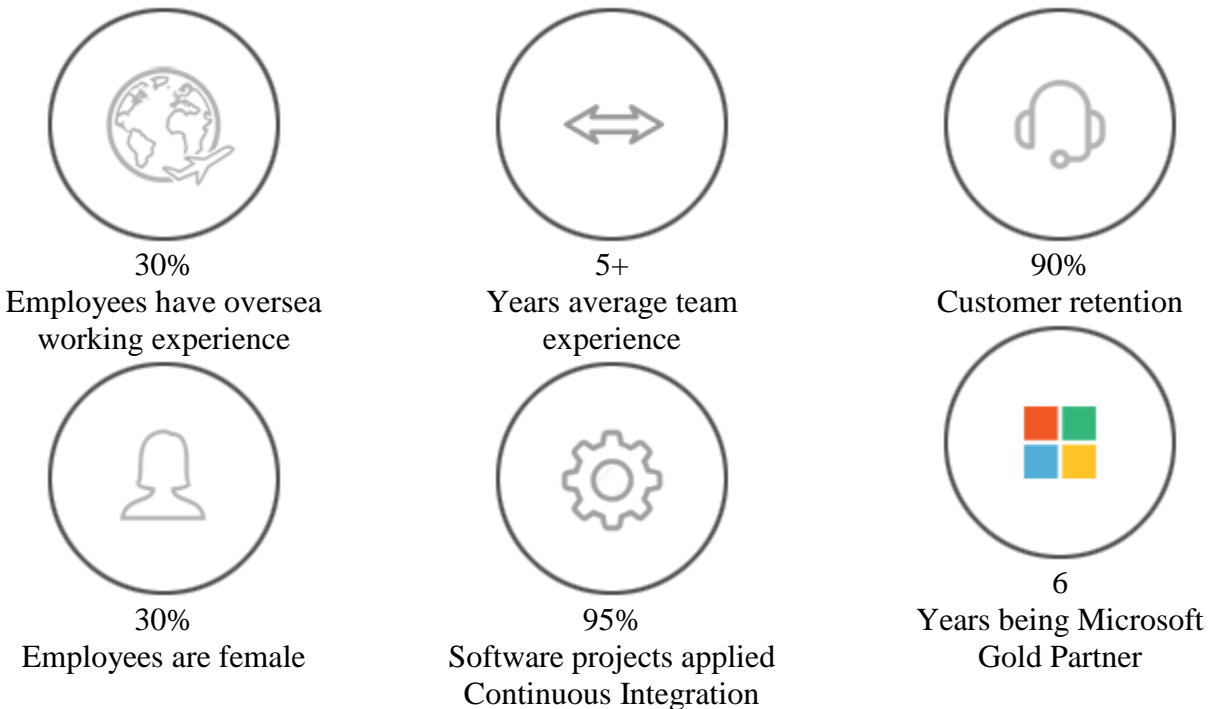 30%
Employees have oversea
working experience
5+
Years average team
experience
90%
Customer retention
30%
Employees are female
95%
Software projects applied
Continuous Integration
6
Years being Microsoft
Gold Partner